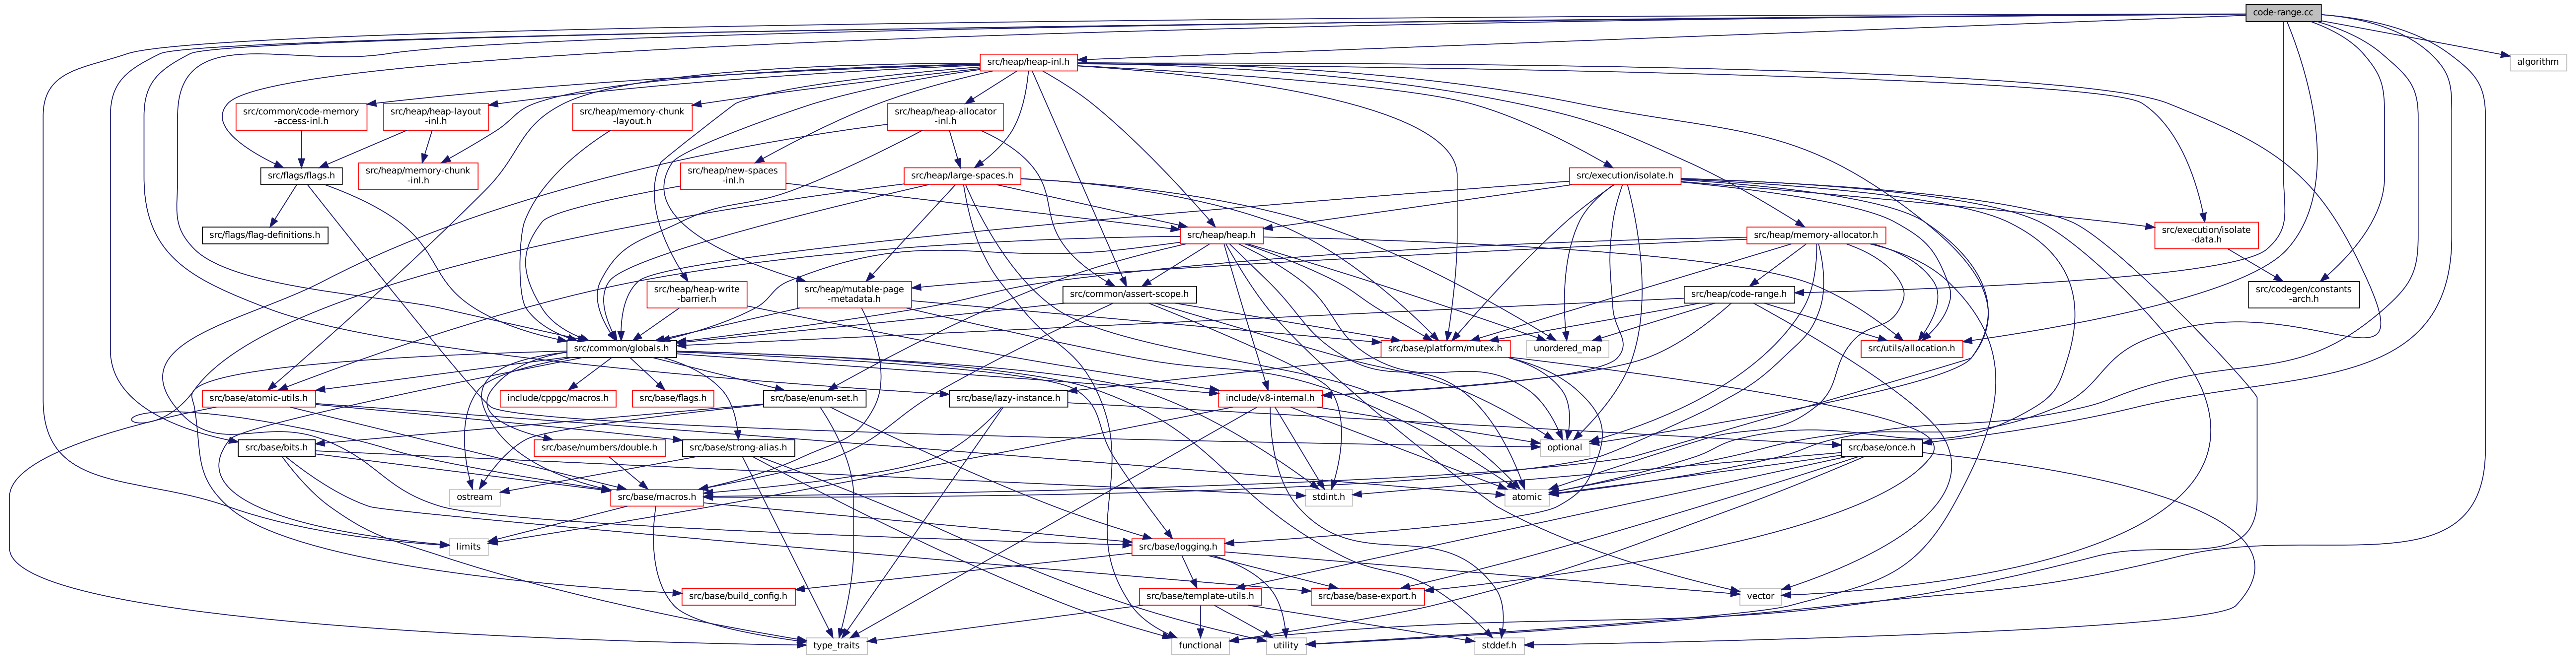 code-range.cc
src/heap/heap-inl.h
algorithm
src/common/code-memory
-access-inl.h
src/heap/heap-layout
-inl.h
src/heap/memory-chunk
-layout.h
src/heap/heap-allocator
-inl.h
src/flags/flags.h
src/heap/memory-chunk
-inl.h
src/heap/new-spaces
-inl.h
src/heap/large-spaces.h
src/execution/isolate.h
src/flags/flag-definitions.h
src/heap/heap.h
src/heap/memory-allocator.h
src/execution/isolate
-data.h
src/heap/heap-write
-barrier.h
src/heap/mutable-page
-metadata.h
src/common/assert-scope.h
src/heap/code-range.h
src/codegen/constants
-arch.h
src/common/globals.h
src/base/platform/mutex.h
unordered_map
src/utils/allocation.h
src/base/atomic-utils.h
include/cppgc/macros.h
src/base/flags.h
src/base/enum-set.h
src/base/lazy-instance.h
include/v8-internal.h
src/base/bits.h
src/base/numbers/double.h
src/base/strong-alias.h
optional
src/base/once.h
ostream
src/base/macros.h
stdint.h
atomic
limits
src/base/logging.h
src/base/build_config.h
src/base/template-utils.h
src/base/base-export.h
vector
type_traits
functional
utility
stddef.h